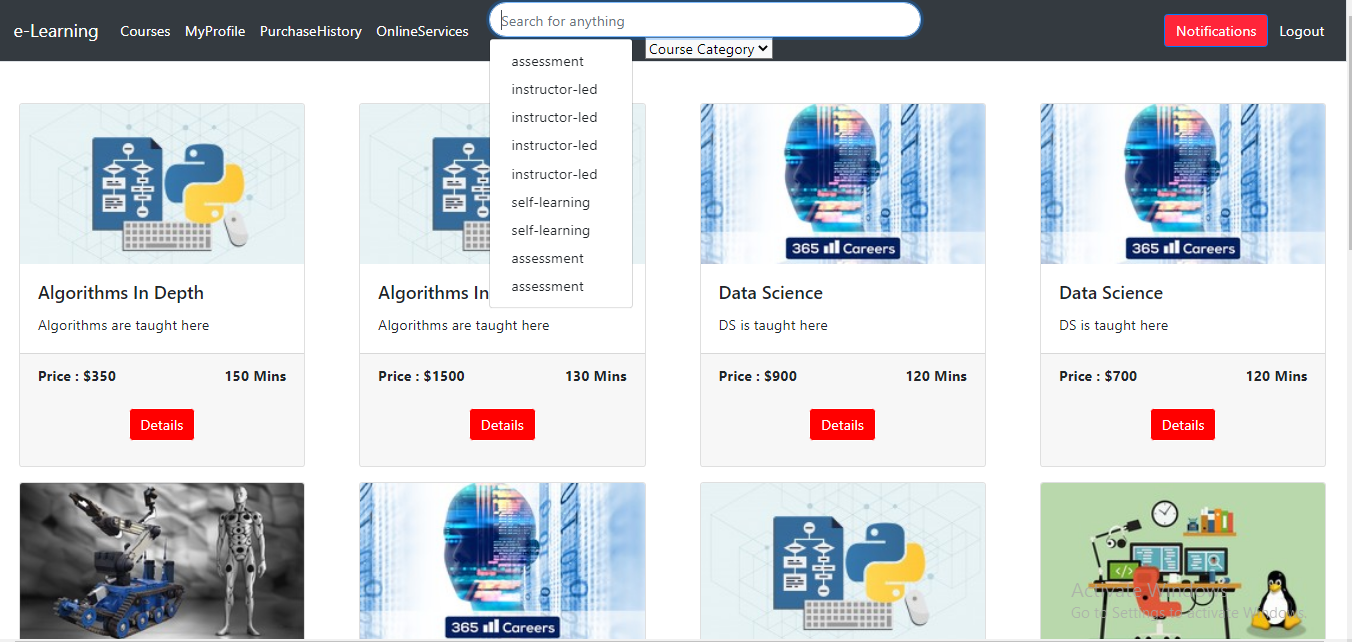 e-Learning Courses MyProfile PurchaseHistory OnlineServices Search for anything Notifications Logout
Course Category
assessment
instructor-led
instructor-led
instructor-led
instructor-led
self-learning
self-learning
assessment
assessment
365 Careers
365 Careers
Algorithms In Depth
Algorithms are taught here
Price : $350 150 Mins
Details
Algorithms In
Algorithms are taught here
Price : $1500 130 Mins
Details
Data Science
DS is taught here
Price : $900 120 Mins
Details
Data Science
DS is taught here
Price : $700 120 Mins
Details
365 Careers
</>
Activate Windows
Go to Settings to activate Windows.